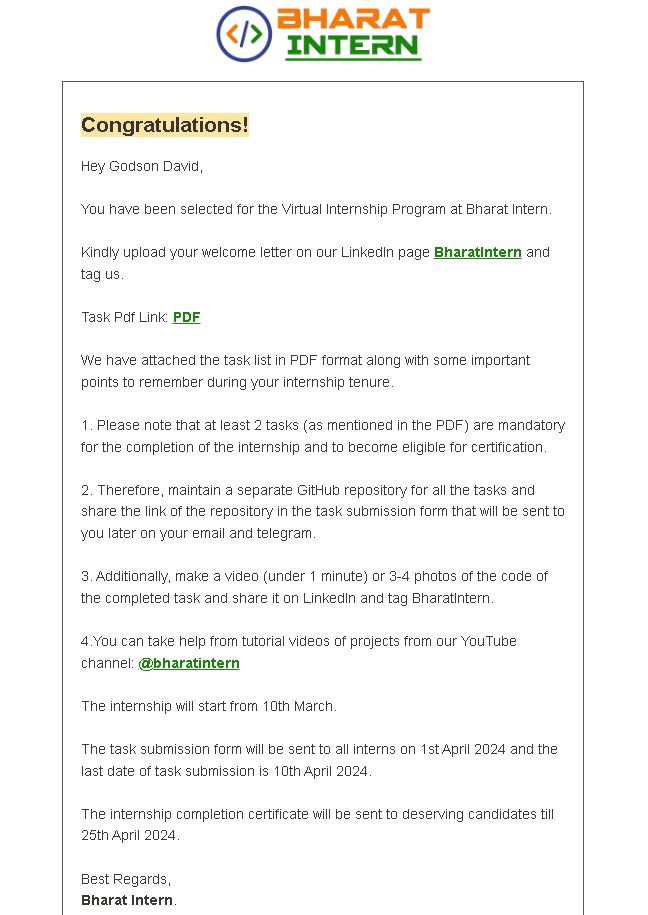 </>
BHARAT
INTERN
Congratulations!
Hey Godson David,
You have been selected for the Virtual Internship Program at Bharat Intern.
Kindly upload your welcome letter on our LinkedIn page BharatIntern and
tag us.
Task Pdf Link: PDF
We have attached the task list in PDF format along with some important
points to remember during your internship tenure.
1. Please note that at least 2 tasks (as mentioned in the PDF) are mandatory
for the completion of the internship and to become eligible for certification.
2. Therefore, maintain a separate GitHub repository for all the tasks and
share the link of the repository in the task submission form that will be sent to
you later on your email and telegram.
3. Additionally, make a video (under 1 minute) or 3-4 photos of the code of
the completed task and share it on LinkedIn and tag BharatIntern.
4.You can take help from tutorial videos of projects from our YouTube
channel: @bharatintern
The internship will start from 10th March.
The task submission form will be sent to all interns on 1st April 2024 and the
last date of task submission is 10th April 2024.
The internship completion certificate will be sent to deserving candidates till
25th April 2024.
Best Regards,
Bharat Intern.